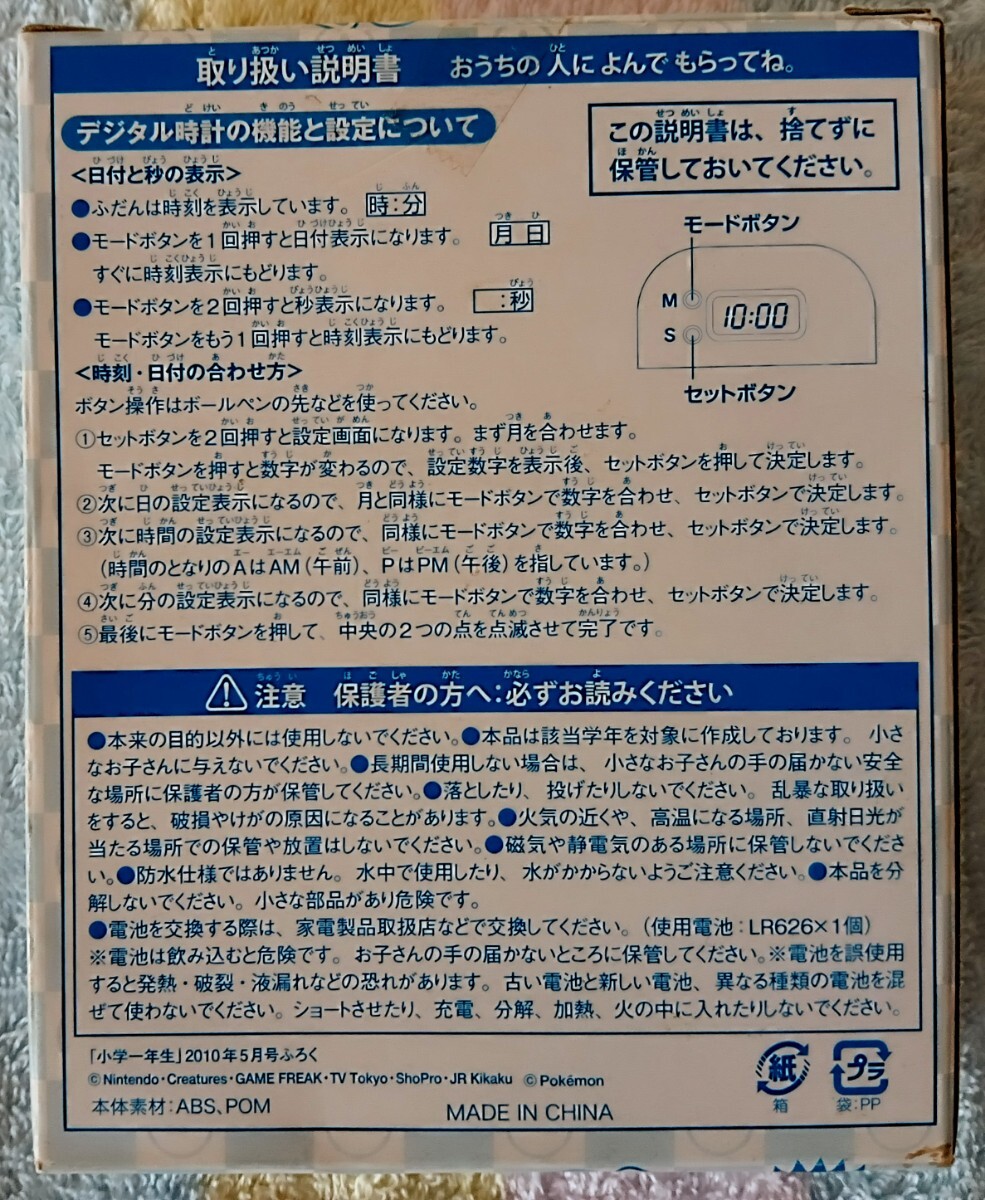 取り扱い説明書 おうちの人によんでもらってね。
デジタル時計の機能と設定について
この説明書は、捨てずに
保管しておいてください。
<日付と秒の表示>
●ふだんは時刻を表示しています。 時:分
●モードボタンを1回押すと日付表示になります。 月 日
すぐに時刻表示にもどります。
●モードボタンを2回押すと秒表示になります。 :秒
モードボタンをもう1回押すと時刻表示にもどります。
モードボタン
M
10:00
S
セットボタン
<時刻・日付の合わせ方>
ボタン操作はボールペンの先などを使ってください。
①セットボタンを2回押すと設定画面になります。まず月を合わせます。
モードボタンを押すと数字が変わるので、設定数字を表示後、セットボタンを押して決定します。
②次に日の設定表示になるので、月と同様にモードボタンで数字を合わせ、セットボタンで決定します。
③次に時間の設定表示になるので、同様にモードボタンで数字を合わせ、セットボタンで決定します。
(時間のとなりのAはAM(午前)、PはPM(午後)を指しています。)
④次に分の設定表示になるので、同様にモードボタンで数字を合わせ、セットボタンで決定します。
⑤最後にモードボタンを押して、中央の2つの点を点滅させて完了です。
注意 保護者の方へ:必ずお読みください
●本来の目的以外には使用しないでください。●本品は該当学年を対象に作成しております。小さ
なお子さんに与えないでください。●長期間使用しない場合は、小さなお子さんの手の届かない安全
な場所に保護者の方が保管してください。●落としたり、投げたりしないでください。乱暴な取り扱い
をすると、破損やけがの原因になることがあります。●火気の近くや、高温になる場所、直射日光が
当たる場所での保管や放置はしないでください。●磁気や静電気のある場所に保管しないでくださ
い。●防水仕様ではありません。水中で使用したり、水がかからないようご注意ください。●本品を分
解しないでください。小さな部品があり危険です。
●電池を交換する際は、家電製品取扱店などで交換してください。(使用電池:LR626×1個)
※電池は飲み込むと危険です。お子さんの手の届かないところに保管してください。※電池を誤使用
すると発熱・破裂・液漏れなどの恐れがあります。古い電池と新しい電池、異なる種類の電池を混
ぜて使わないでください。ショートさせたり、充電、分解、加熱、火の中に入れたりしないでください。
「小学一年生」2010年5月号ふろく
©Nintendo・Creatures・GAME FREAK・TV Tokyo・ShoPro・JR Kikaku ©Pokémon
本体素材:ABS、POM
MADE IN CHINA
紙
箱
プラ
袋:PP